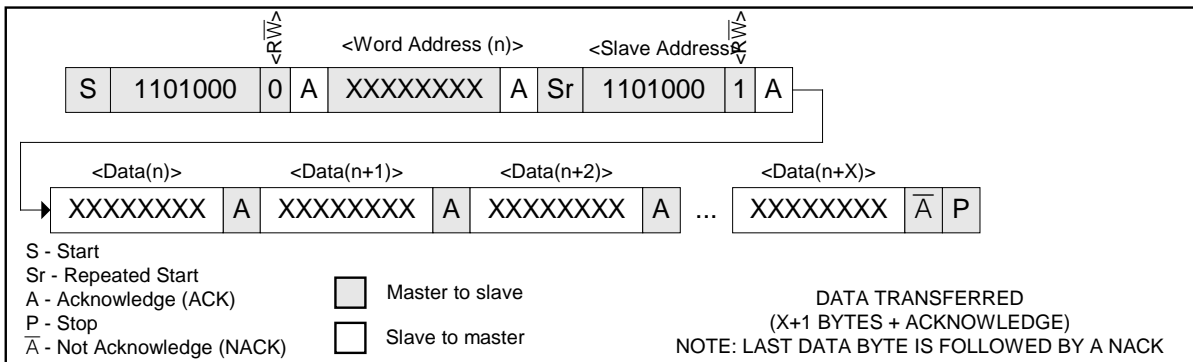 <RW̅> <Word Address (n)> <Slave Address> <RW̅>
S 1101000 0 A XXXXXXXX A Sr 1101000 1 A
<Data(n)> <Data(n+1)> <Data(n+2)> <Data(n+X)>
XXXXXXXX A XXXXXXXX A XXXXXXXX A ... XXXXXXXX A̅ P
S - Start
Sr - Repeated Start
A - Acknowledge (ACK)
P - Stop
A̅ - Not Acknowledge (NACK)
Master to slave
Slave to master
DATA TRANSFERRED
(X+1 BYTES + ACKNOWLEDGE)
NOTE: LAST DATA BYTE IS FOLLOWED BY A NACK